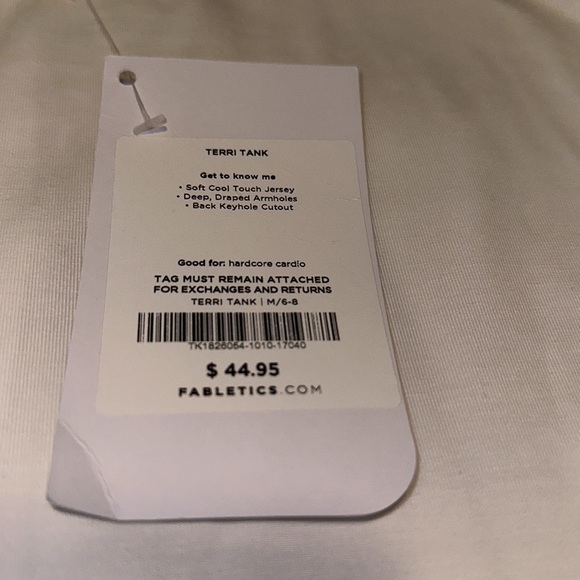 TERRI TANK
Get to know me
• Soft Cool Touch Jersey
• Deep, Draped Armholes
• Back Keyhole Cutout
Good for: hardcore cardio
TAG MUST REMAIN ATTACHED
FOR EXCHANGES AND RETURNS
TERRI TANK | M/6-8
TK1826054-1010-17040
$ 44.95
FABLETICS.COM